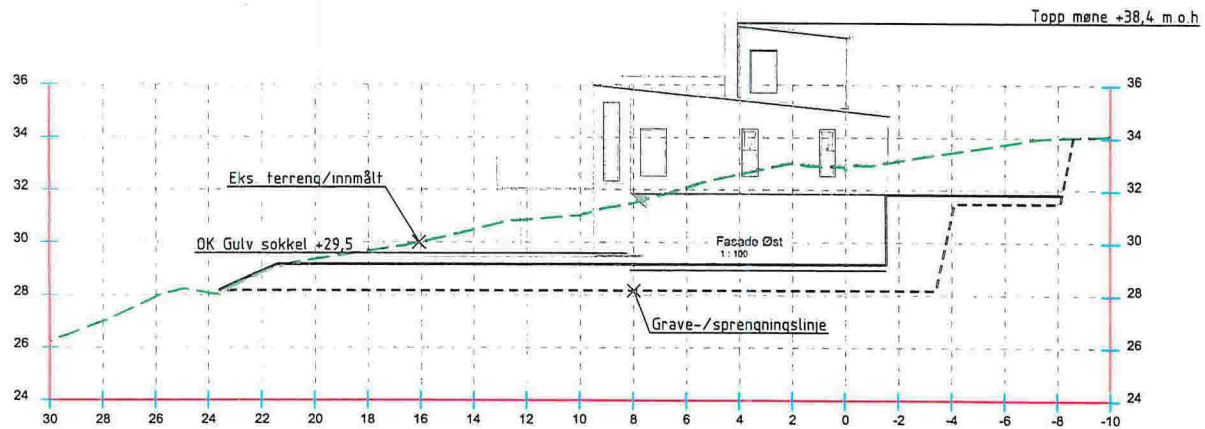 Topp møne +38,4 m.o.h
36 36
34 34
Eks. terreng/innmålt
32 32
OK Gulv sokkel +29,5
30 30
Fasade Øst
1:100
28 28
Grave-/sprengningslinje
26 26
24 24
30 28 26 24 22 20 18 16 14 12 10 8 6 4 2 0 -2 -4 -6 -8 -10